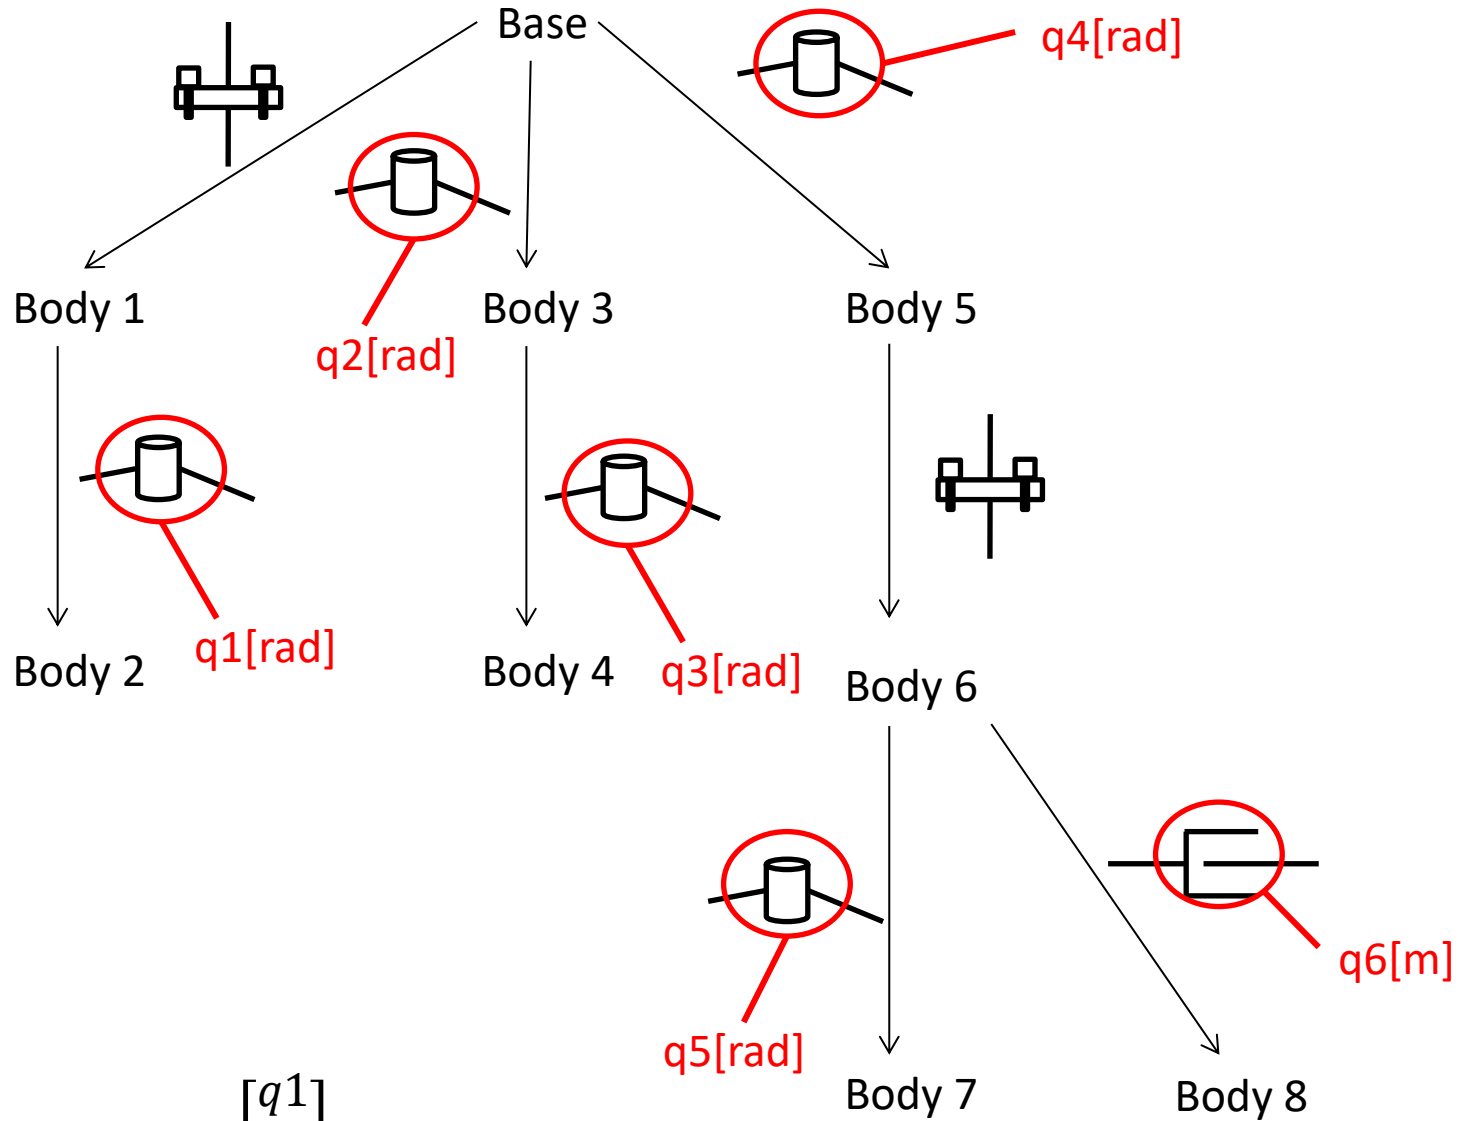 Base
q4[rad]
Body 1
Body 3
Body 5
q2[rad]
q1[rad]
q3[rad]
Body 2
Body 4
Body 6
q6[m]
q5[rad]
Body 7
Body 8
[q1]